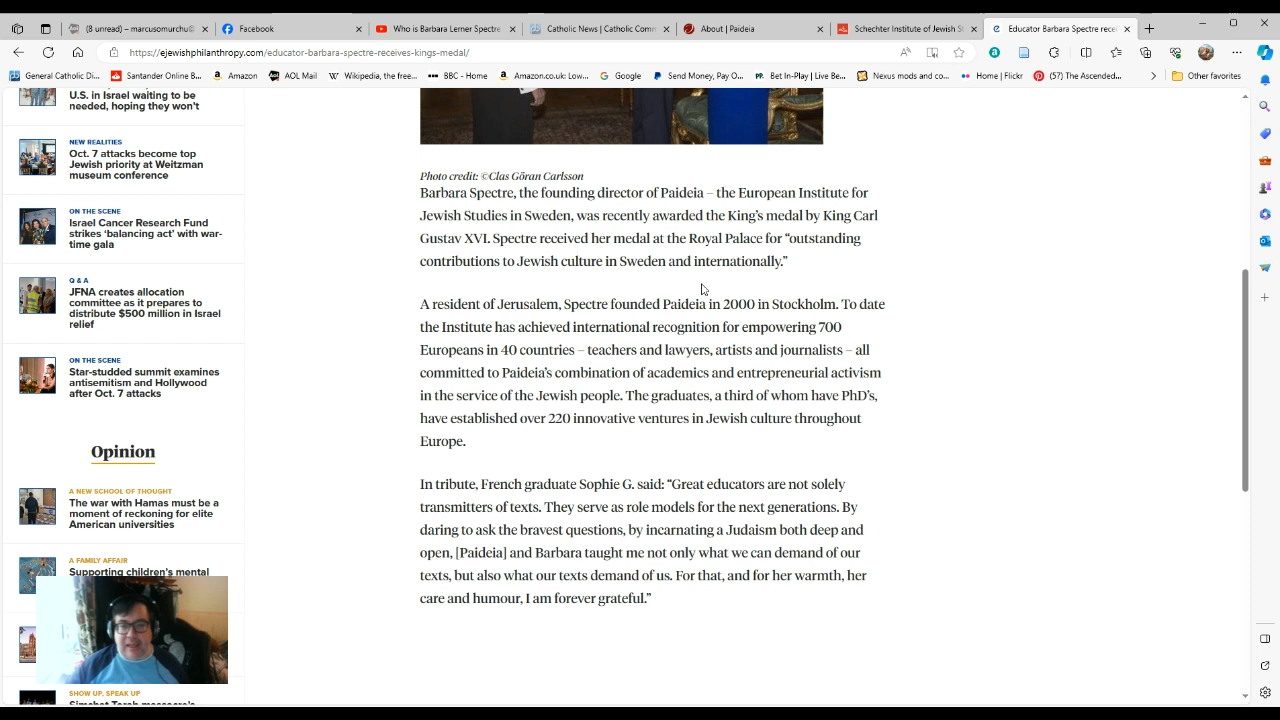 (8 unread) – marcusomurchu@
Facebook
Who is Barbara Lerner Spectre
Catholic News | Catholic Comm
About | Paideia
Schechter Institute of Jewish St
Educator Barbara Spectre rece
https://ejewishphilanthropy.com/educator-barbara-spectre-receives-kings-medal/
General Catholic Di...
Santander Online B...
Amazon
AOL Mail
Wikipedia, the free...
BBC - Home
Amazon.co.uk: Low...
Google
Send Money, Pay O...
Bet In-Play | Live Be...
Nexus mods and co...
Home | Flickr
(57) The Ascended...
Other favorites
U.S. in Israel waiting to be
needed, hoping they won't
NEW REALITIES
Oct. 7 attacks become top
Jewish priority at Weitzman
museum conference
ON THE SCENE
Israel Cancer Research Fund
strikes 'balancing act' with war-
time gala
Q & A
JFNA creates allocation
committee as it prepares to
distribute $500 million in Israel
relief
ON THE SCENE
Star-studded summit examines
antisemitism and Hollywood
after Oct. 7 attacks
Opinion
A NEW SCHOOL OF THOUGHT
The war with Hamas must be a
moment of reckoning for elite
American universities
A FAMILY AFFAIR
Supporting children's mental
SHOW UP, SPEAK UP
Simchat Torah massacre's
Photo credit: ©Clas Göran Carlsson
Barbara Spectre, the founding director of Paideia – the European Institute for
Jewish Studies in Sweden, was recently awarded the King's medal by King Carl
Gustav XVI. Spectre received her medal at the Royal Palace for “outstanding
contributions to Jewish culture in Sweden and internationally.”
A resident of Jerusalem, Spectre founded Paideia in 2000 in Stockholm. To date
the Institute has achieved international recognition for empowering 700
Europeans in 40 countries – teachers and lawyers, artists and journalists – all
committed to Paideia's combination of academics and entrepreneurial activism
in the service of the Jewish people. The graduates, a third of whom have PhD's,
have established over 220 innovative ventures in Jewish culture throughout
Europe.
In tribute, French graduate Sophie G. said: “Great educators are not solely
transmitters of texts. They serve as role models for the next generations. By
daring to ask the bravest questions, by incarnating a Judaism both deep and
open, [Paideia] and Barbara taught me not only what we can demand of our
texts, but also what our texts demand of us. For that, and for her warmth, her
care and humour, I am forever grateful.”